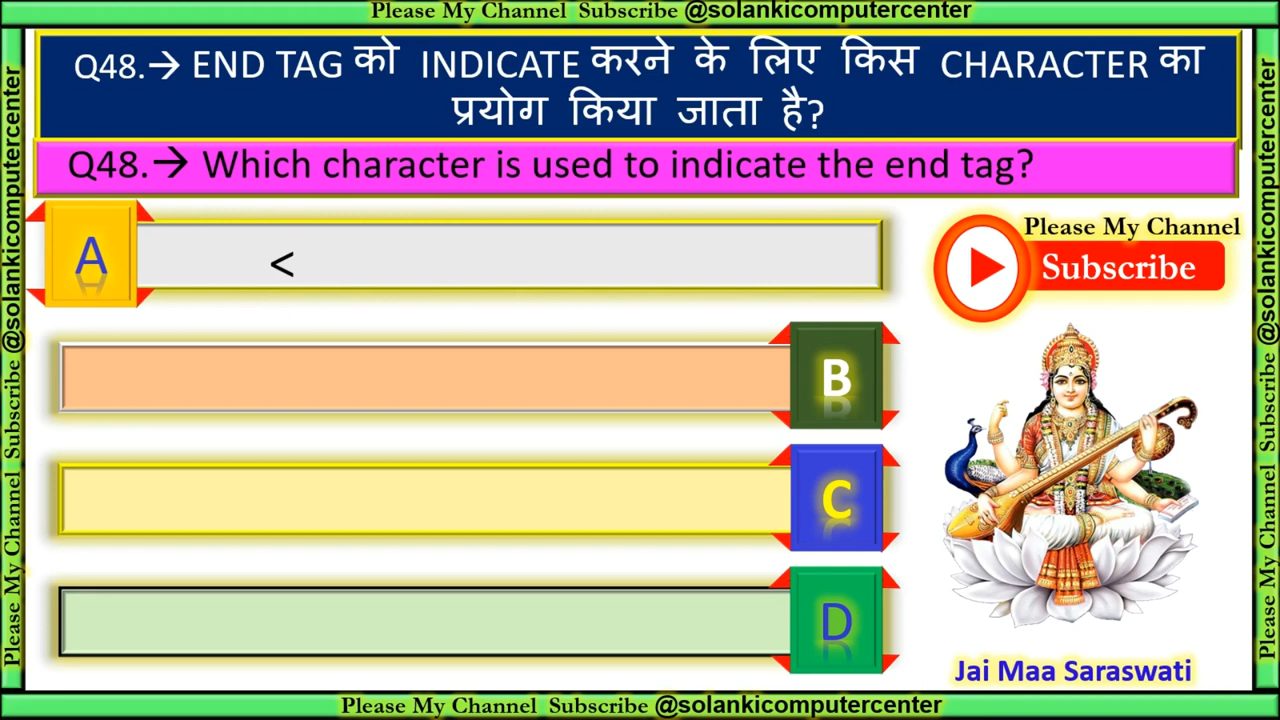 Please My Channel Subscribe @solankicomputercenter
Q48.→ END TAG को INDICATE करने के लिए किस CHARACTER का
प्रयोग किया जाता है?
Q48.→ Which character is used to indicate the end tag?
A
<
B
C
D
Please My Channel
Subscribe
Jai Maa Saraswati
Please My Channel Subscribe @solankicomputercenter
Please My Channel Subscribe @solankicomputercenter
Please My Channel Subscribe @solankicomputercenter